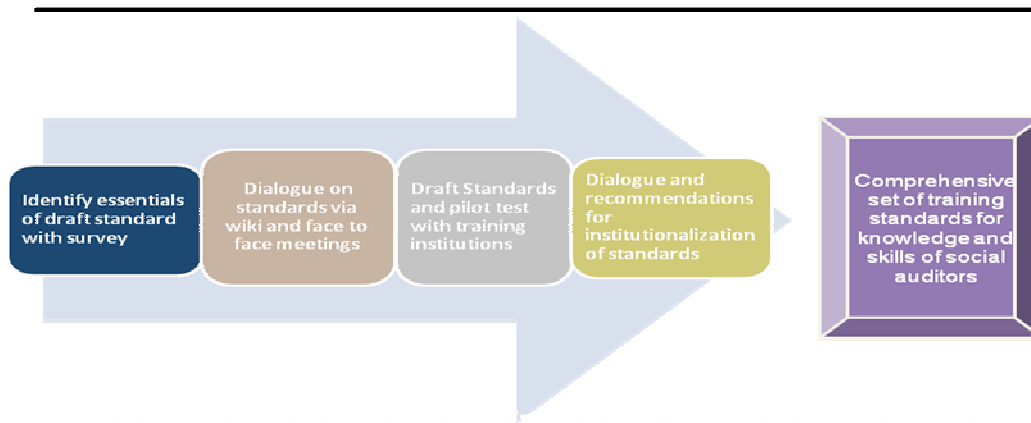 Identify essentials
of draft standard
with survey
Dialogue on
standards via
wiki and face to
face meetings
Draft Standards
and pilot test
with training
institutions
Dialogue and
recommendations
for
institutionalization
of standards
Comprehensive
set of training
standards for
knowledge and
skills of social
auditors